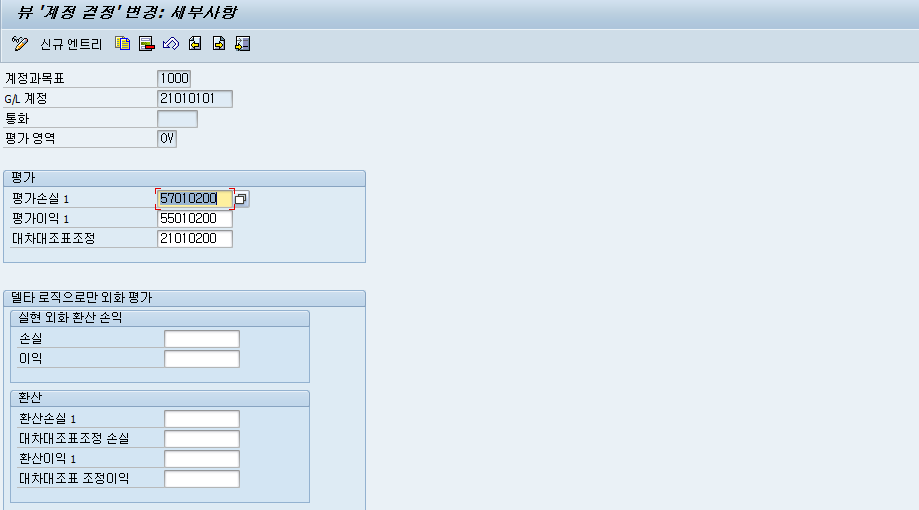 뷰 '계정 결정' 변경: 세부사항
신규 엔트리
계정과목표 1000
G/L 계정 21010101
통화
평가 영역 OV
평가
평가손실 1 57010200
평가이익 1 55010200
대차대조표조정 21010200
델타 로직으로만 외화 평가
실현 외화 환산 손익
손실
이익
환산
환산손실 1
대차대조표조정 손실
환산이익 1
대차대조표 조정이익